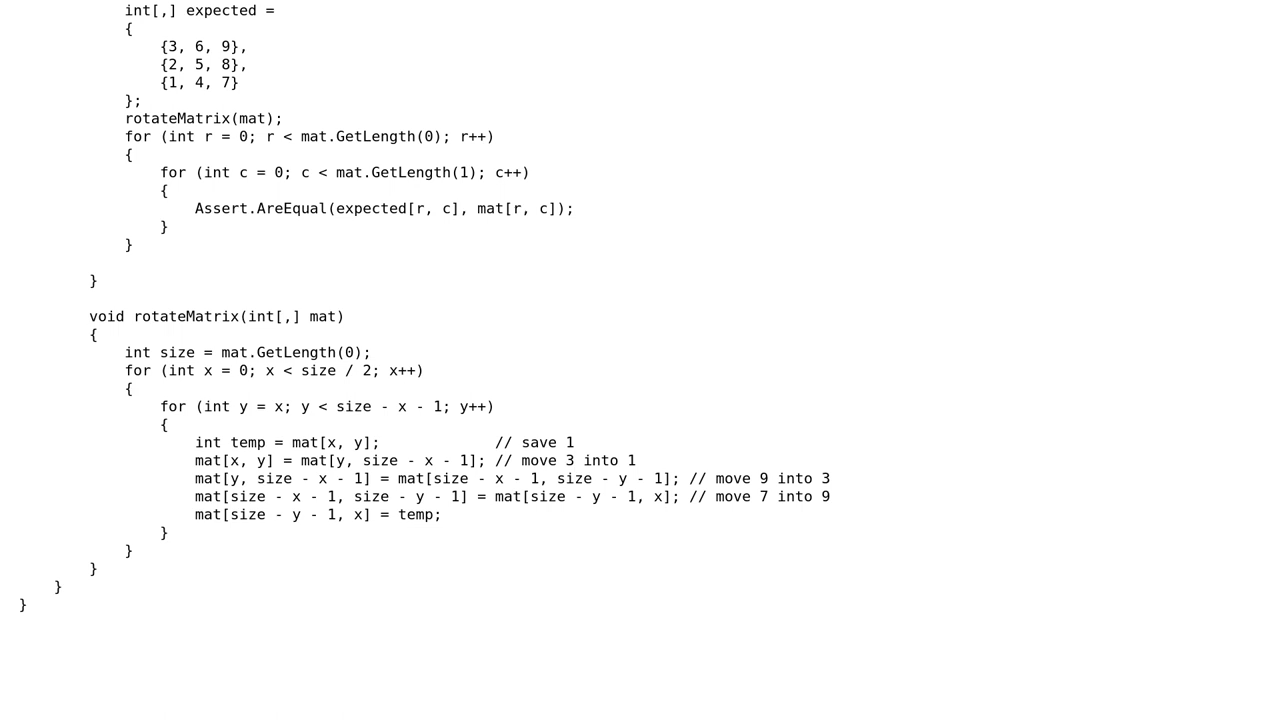 int[,] expected =
{
{3, 6, 9},
{2, 5, 8},
{1, 4, 7}
};
rotateMatrix(mat);
for (int r = 0; r < mat.GetLength(0); r++)
{
for (int c = 0; c < mat.GetLength(1); c++)
{
Assert.AreEqual(expected[r, c], mat[r, c]);
}
}
}
void rotateMatrix(int[,] mat)
{
int size = mat.GetLength(0);
for (int x = 0; x < size / 2; x++)
{
for (int y = x; y < size - x - 1; y++)
{
int temp = mat[x, y];             // save 1
mat[x, y] = mat[y, size - x - 1]; // move 3 into 1
mat[y, size - x - 1] = mat[size - x - 1, size - y - 1]; // move 9 into 3
mat[size - x - 1, size - y - 1] = mat[size - y - 1, x]; // move 7 into 9
mat[size - y - 1, x] = temp;
}
}
}
}
}